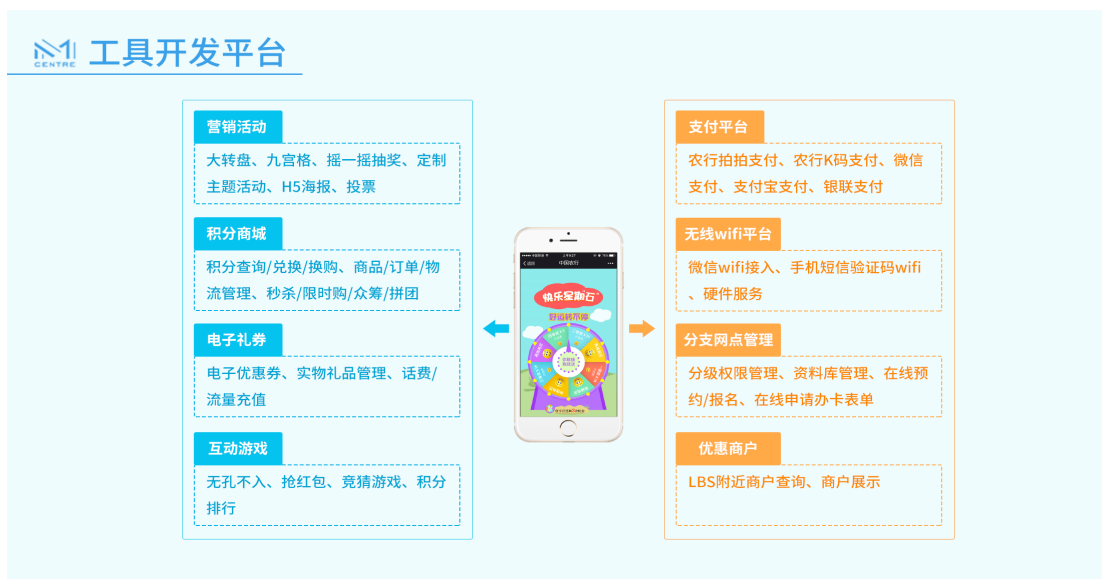 CENTRE
工具开发平台
营销活动
大转盘、九宫格、摇一摇抽奖、定制
主题活动、H5海报、投票
积分商城
积分查询/兑换/换购、商品/订单/物
流管理、秒杀/限时购/众筹/拼团
电子礼券
电子优惠券、实物礼品管理、话费/
流量充值
互动游戏
无孔不入、抢红包、竞猜游戏、积分
排行
中国农行
快乐星期石
好运转不停
支付平台
农行拍拍支付、农行K码支付、微信
支付、支付宝支付、银联支付
无线wifi平台
微信wifi接入、手机短信验证码wifi
、硬件服务
分支网点管理
分级权限管理、资料库管理、在线预
约/报名、在线申请办卡表单
优惠商户
LBS附近商户查询、商户展示